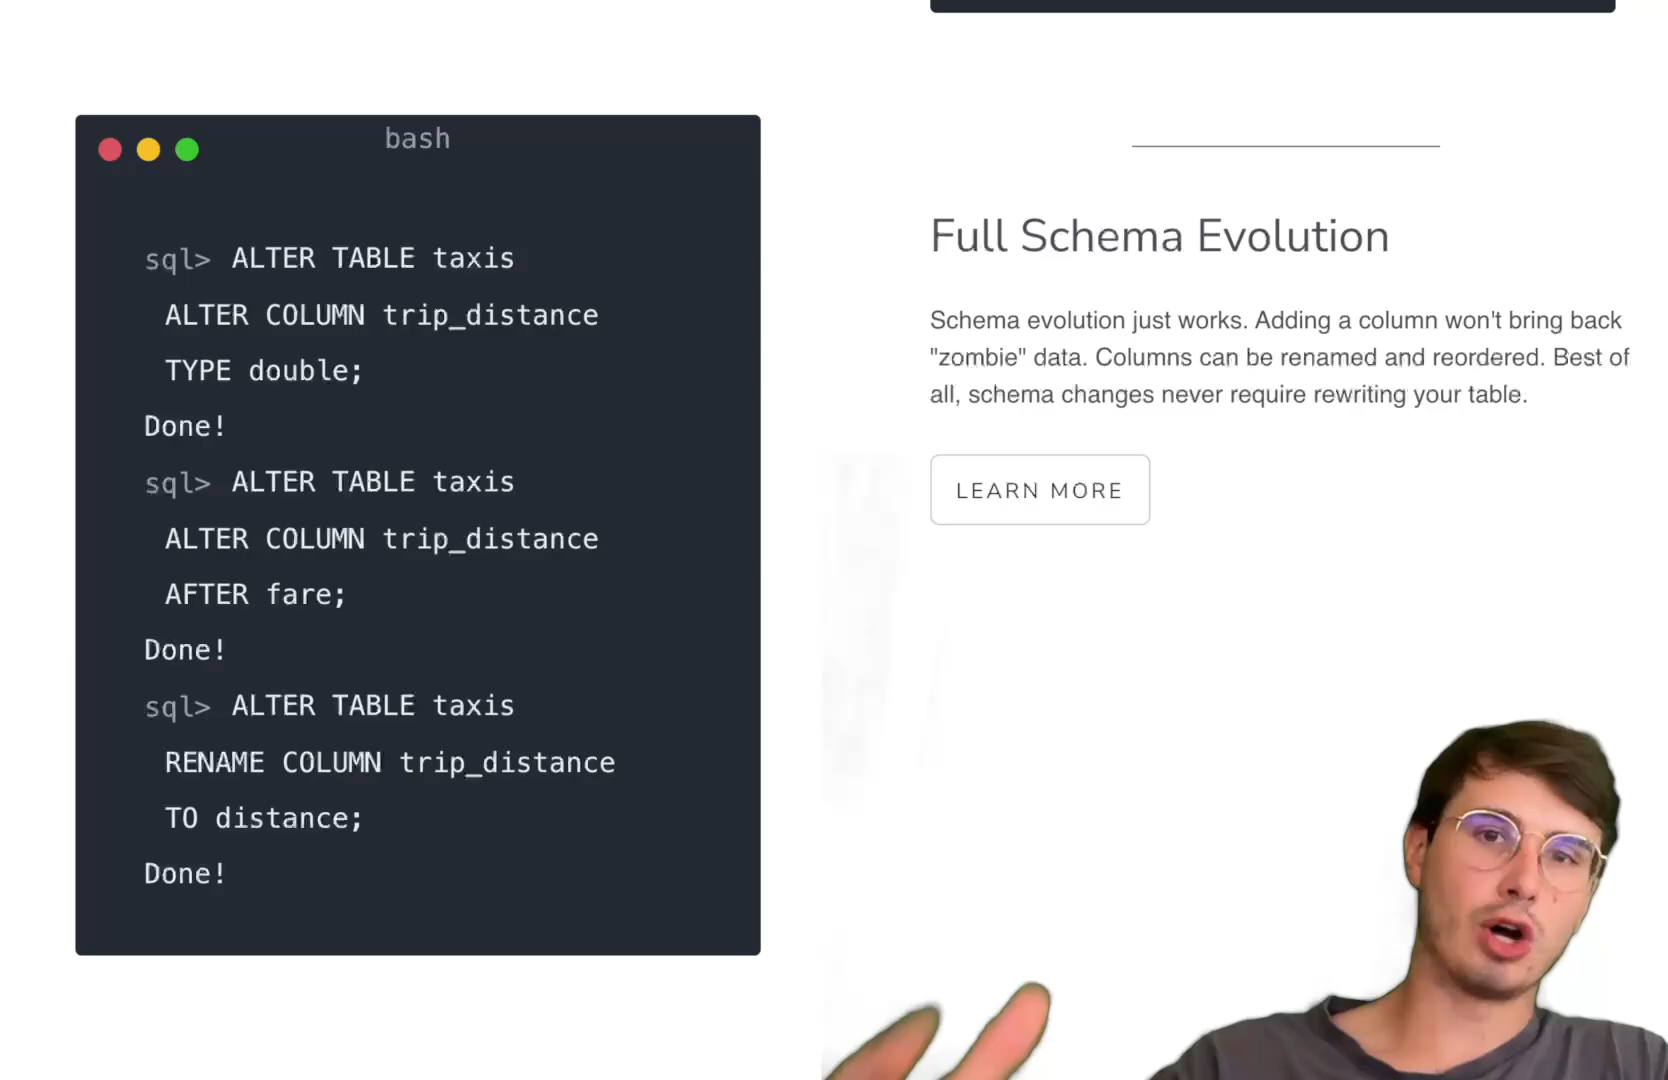 bash
sql> ALTER TABLE taxis
ALTER COLUMN trip_distance
TYPE double;
Done!
sql> ALTER TABLE taxis
ALTER COLUMN trip_distance
AFTER fare;
Done!
sql> ALTER TABLE taxis
RENAME COLUMN trip_distance
TO distance;
Done!
Full Schema Evolution
Schema evolution just works. Adding a column won't bring back
"zombie" data. Columns can be renamed and reordered. Best of
all, schema changes never require rewriting your table.
LEARN MORE